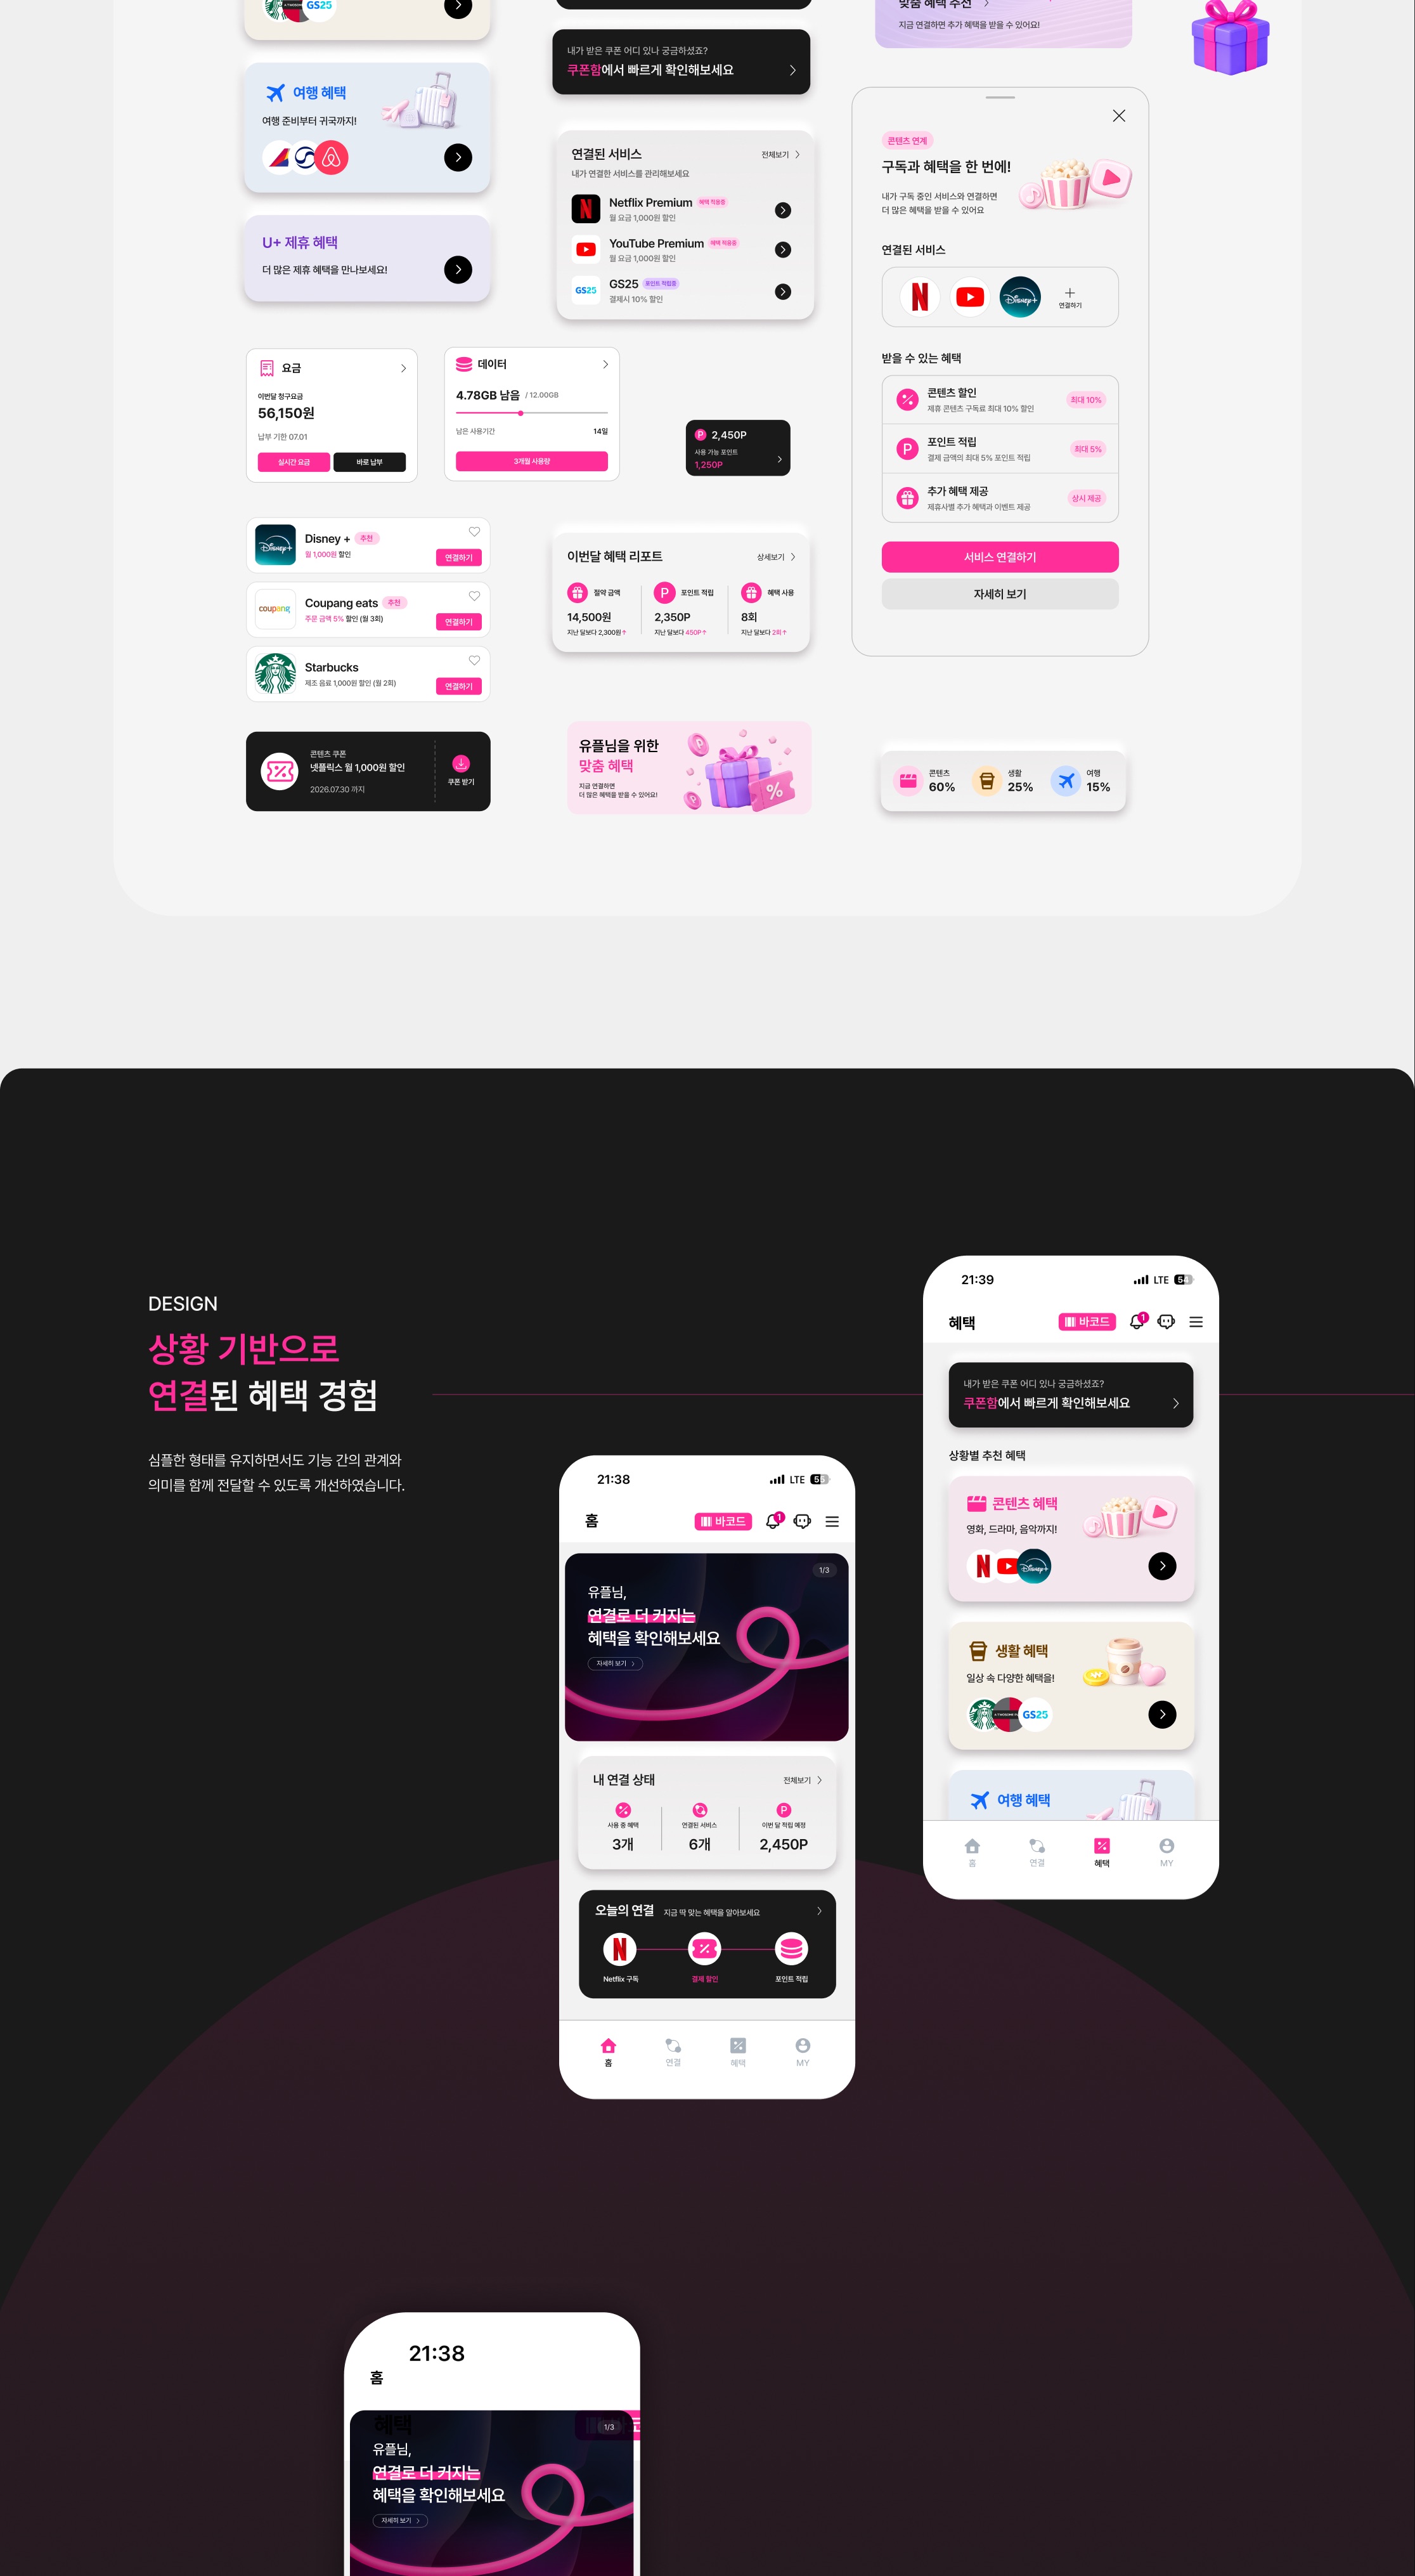 GS25
여행 혜택
여행 준비부터 귀국까지!
U+ 제휴 혜택
더 많은 제휴 혜택을 만나보세요!
내가 받은 쿠폰 어디 있나 궁금하셨죠?
쿠폰함에서 빠르게 확인해보세요
연결된 서비스
전체보기
내가 연결한 서비스를 관리해보세요
Netflix Premium
혜택 적용중
월 요금 1,000원 할인
YouTube Premium
혜택 적용중
월 요금 1,000원 할인
GS25
GS25
포인트 적립중
결제시 10% 할인
맞춤 혜택 추천
지금 연결하면 추가 혜택을 받을 수 있어요!
콘텐츠 연계
구독과 혜택을 한 번에!
내가 구독 중인 서비스와 연결하면
더 많은 혜택을 받을 수 있어요
연결된 서비스
Disney+
연결하기
받을 수 있는 혜택
콘텐츠 할인
제휴 콘텐츠 구독료 최대 10% 할인
최대 10%
포인트 적립
결제 금액의 최대 5% 포인트 적립
최대 5%
추가 혜택 제공
제휴사별 추가 혜택과 이벤트 제공
상시 제공
서비스 연결하기
자세히 보기
요금
이번달 청구요금
56,150원
납부 기한 07.01
실시간 요금
바로 납부
데이터
4.78GB 남음 / 12.00GB
남은 사용기간
14일
3개월 사용량
P 2,450P
사용 가능 포인트
1,250P
Disney+
Disney +
추천
월 1,000원 할인
연결하기
coupang
Coupang eats
추천
주문 금액 5% 할인 (월 3회)
연결하기
Starbucks
제조 음료 1,000원 할인 (월 2회)
연결하기
이번달 혜택 리포트
상세보기
절약 금액
14,500원
지난 달보다 2,300원↑
P 포인트 적립
2,350P
지난 달보다 450P↑
혜택 사용
8회
지난 달보다 2회↑
콘텐츠 쿠폰
넷플릭스 월 1,000원 할인
2026.07.30 까지
쿠폰 받기
유플님을 위한
맞춤 혜택
지금 연결하면
더 많은 혜택을 받을 수 있어요!
콘텐츠
60%
생활
25%
여행
15%
DESIGN
상황 기반으로
연결된 혜택 경험
심플한 형태를 유지하면서도 기능 간의 관계와
의미를 함께 전달할 수 있도록 개선하였습니다.
21:39
LTE
혜택
바코드
1
내가 받은 쿠폰 어디 있나 궁금하셨죠?
쿠폰함에서 빠르게 확인해보세요
상황별 추천 혜택
콘텐츠 혜택
영화, 드라마, 음악까지!
Disney+
생활 혜택
일상 속 다양한 혜택을!
GS25
여행 혜택
홈
연결
혜택
MY
21:38
LTE
홈
바코드
1
1/3
유플님,
연결로 더 커지는
혜택을 확인해보세요
자세히 보기
내 연결 상태
전체보기
사용 중 혜택
3개
연결된 서비스
6개
이번 달 적립 예정
2,450P
오늘의 연결
지금 딱 맞는 혜택을 알아보세요
Netflix 구독
결제 할인
포인트 적립
홈
연결
혜택
MY
21:38
홈
혜택
1/3
유플님,
연결로 더 커지는
혜택을 확인해보세요
자세히 보기